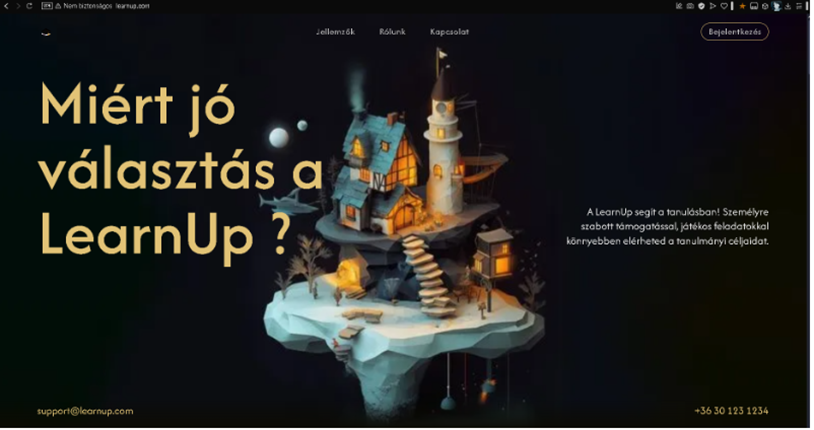 Nem biztonságos learnup.com
Jellemzők Rólunk Kapcsolat
Bejelentkezés
Miért jó
választás a
LearnUp ?
A LearnUp segít a tanulásban! Személyre
szabott támogatással, játékos feladatokkal
könnyebben elérheted a tanulmányi céljaidat.
support@learnup.com
+36 30 123 1234